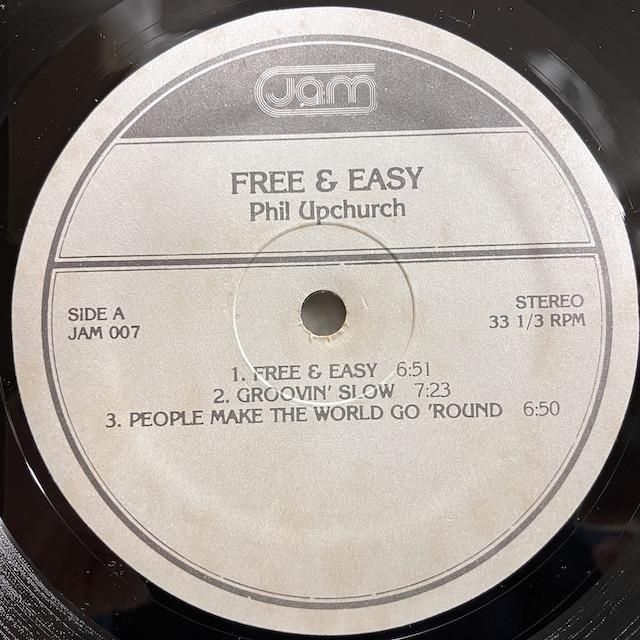 Jam
FREE & EASY
Phil Upchurch
SIDE A
JAM 007
STEREO
33 1/3 RPM
1. FREE & EASY 6:51
2. GROOVIN' SLOW 7:23
3. PEOPLE MAKE THE WORLD GO 'ROUND 6:50